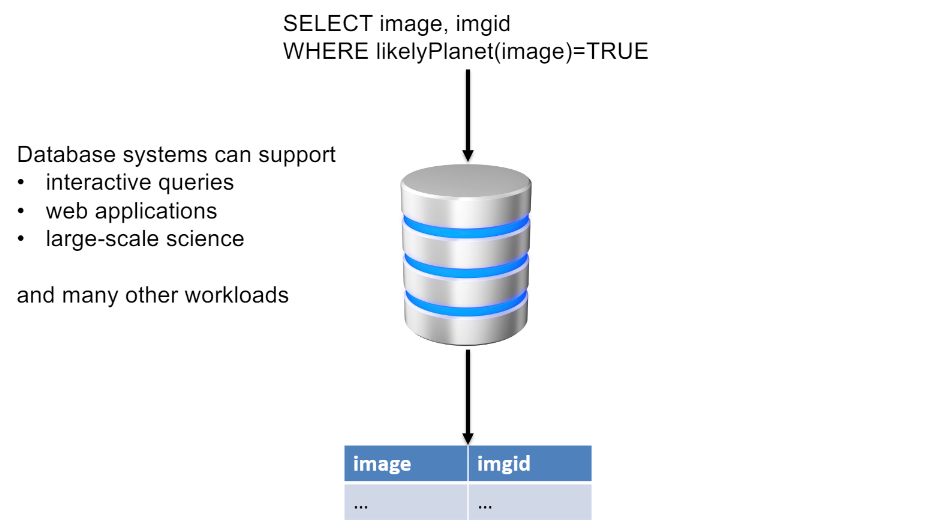 SELECT image, imgid
WHERE likelyPlanet(image)=TRUE
Database systems can support
• interactive queries
• web applications
• large-scale science
and many other workloads
image imgid
... ...